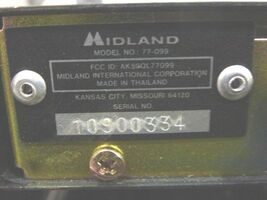 MIDLAND
MODEL NO: 77-099
FCC ID: AK59QL77099
MIDLAND INTERNATIONAL CORPORATION
MADE IN THAILAND
KANSAS CITY, MISSOURI 64120
SERIAL NO.
10900334